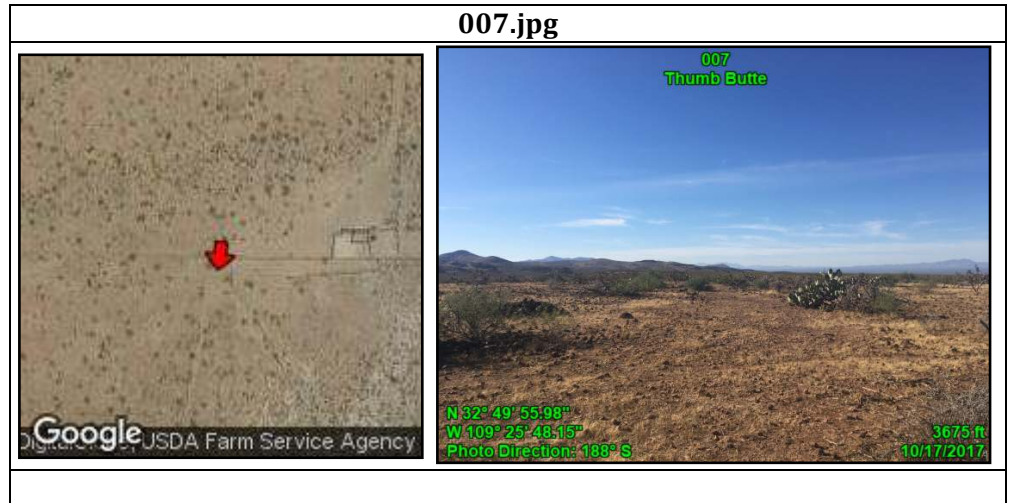 007.jpg
007
Thumb Butte
N 32° 49' 55.98"
W 109° 25' 48.15"
Photo Direction: 188° S
3675 ft
10/17/2017
Google
USDA Farm Service Agency